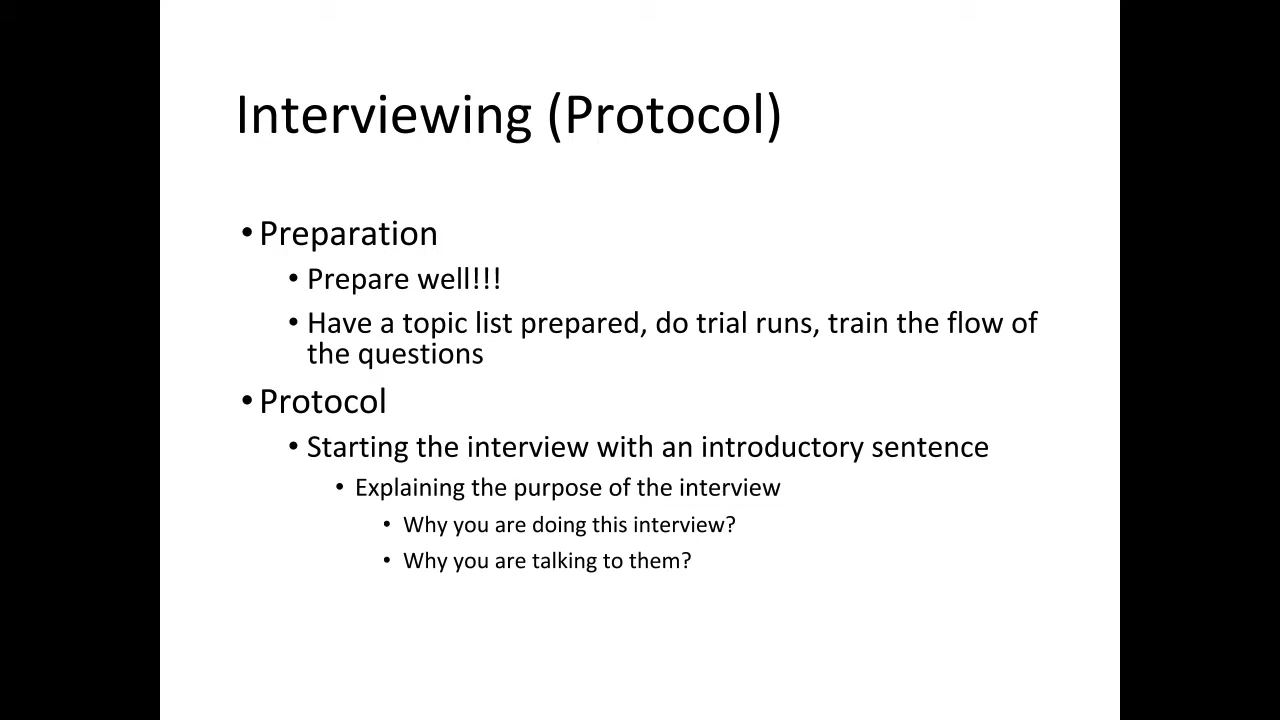 Interviewing (Protocol)
• Preparation
• Prepare well!!!
• Have a topic list prepared, do trial runs, train the flow of
the questions
• Protocol
• Starting the interview with an introductory sentence
• Explaining the purpose of the interview
• Why you are doing this interview?
• Why you are talking to them?